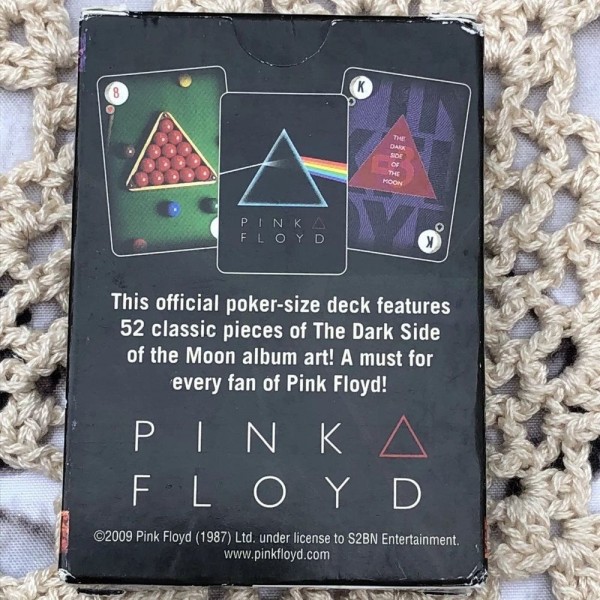 8
K
THE
DARK
SIDE
OF
THE
MOON
K
PINK
FLOYD
This official poker-size deck features
52 classic pieces of The Dark Side
of the Moon album art! A must for
every fan of Pink Floyd!
PINK
FLOYD
©2009 Pink Floyd (1987) Ltd. under license to S2BN Entertainment.
www.pinkfloyd.com